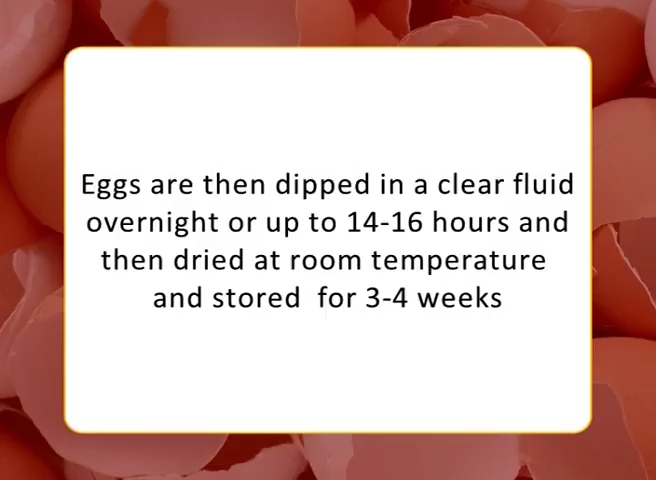 Eggs are then dipped in a clear fluid
overnight or up to 14-16 hours and
then dried at room temperature
and stored  for 3-4 weeks